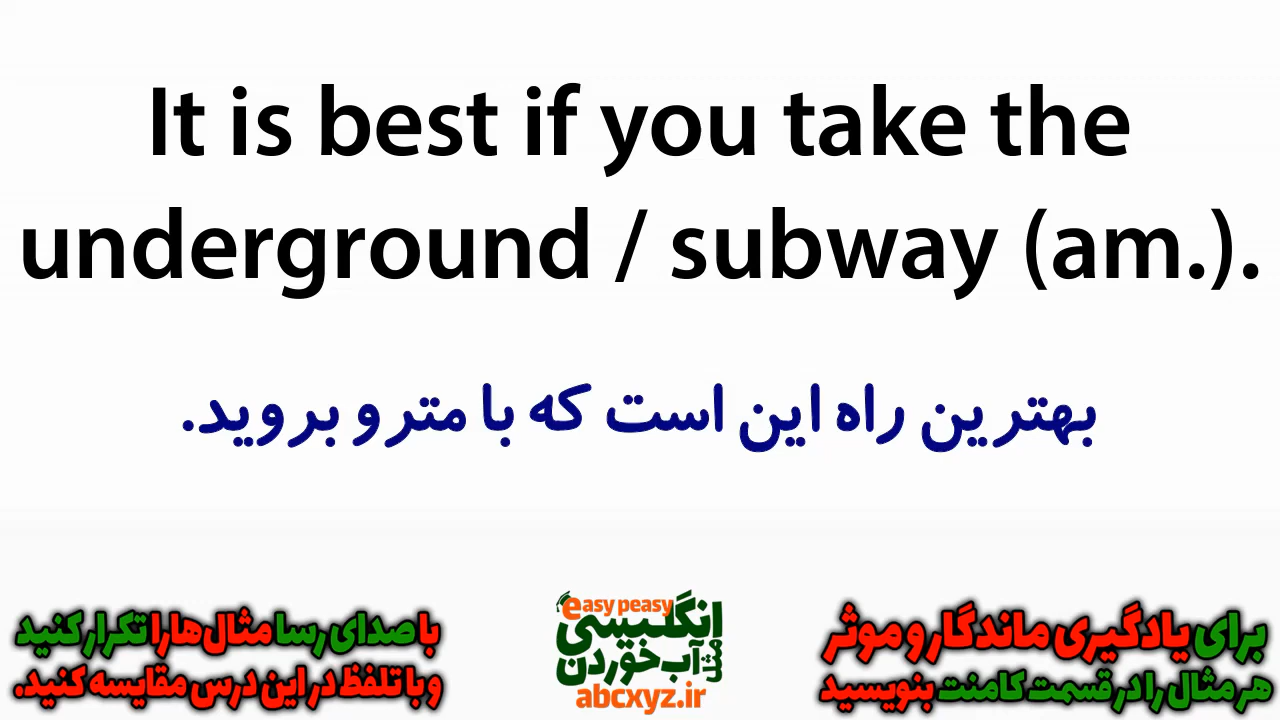 It is best if you take the
underground / subway (am.).
بهترین راه این است که با مترو بروید.
برای یادگیری ماندگار و موثر
هر مثال را در قسمت کامنت بنویسید
easy peasy
انگلیسی
مثل آب خوردن
abcxyz.ir
با صدای رسا مثال‌ها را تکرار کنید
و با تلفظ در این درس مقایسه کنید.